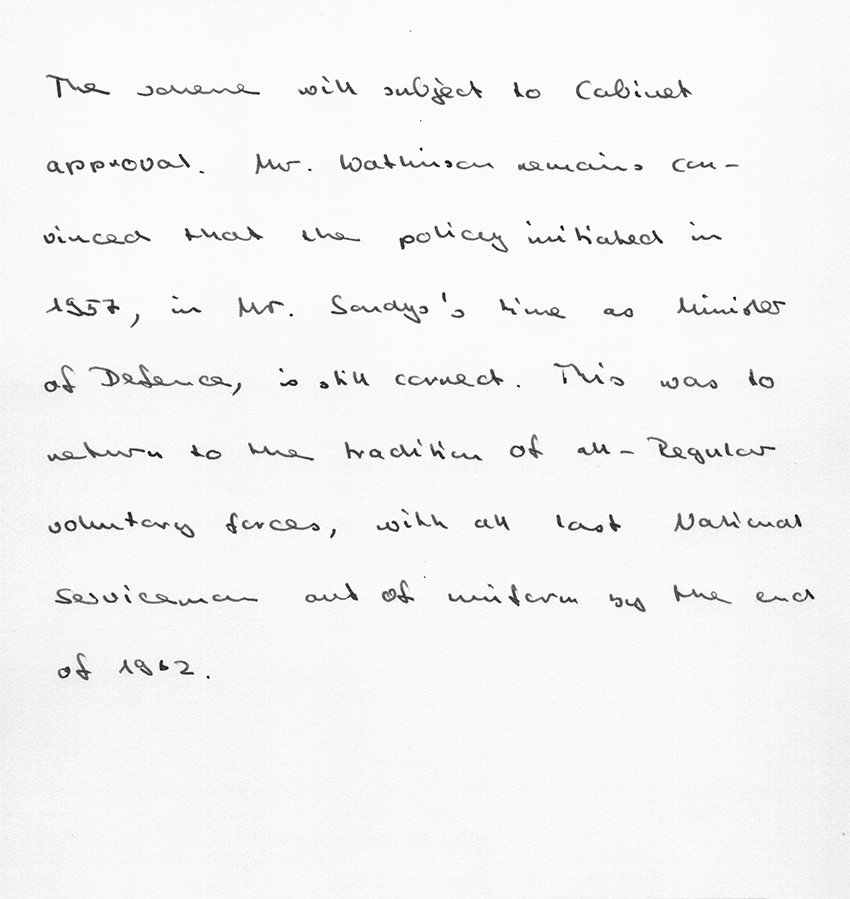 The scheme will subject to Cabinet
approval. Mr. Watkinson remains con-
vinced that the policy initiated in
1957, in Mr. Sandys's time as Minister
of Defence, is still correct. This was to
return to the tradition of all-Regular
voluntary forces, with all last National
Serviceman out of uniform by the end
of 1962.